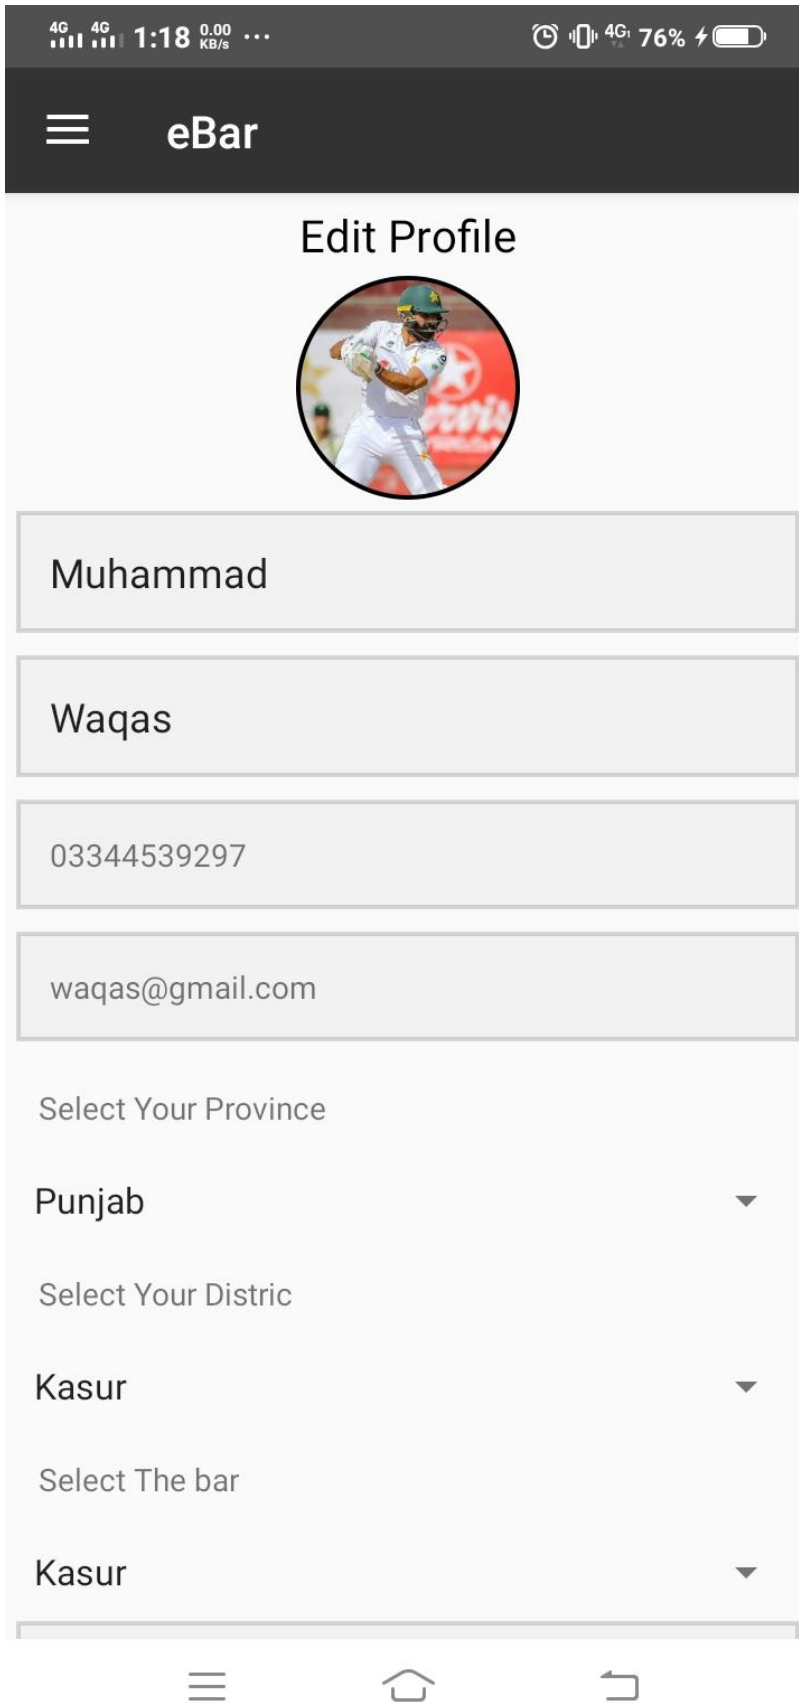 4G 4G 1:18 0.00 KB/s ... 4G 76%
eBar
Edit Profile
Muhammad
Waqas
03344539297
waqas@gmail.com
Select Your Province
Punjab
Select Your Distric
Kasur
Select The bar
Kasur